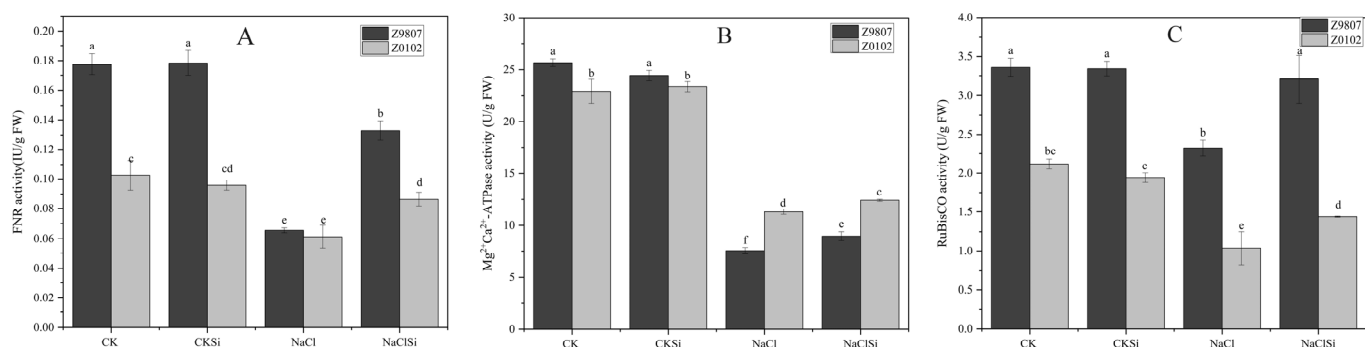 A
Z9807
Z0102
FNR activity(IU/g FW)
0.20
0.18
0.16
0.14
0.12
0.10
0.08
0.06
0.04
0.02
0.00
a
c
a
cd
e
e
b
d
CK
CKSi
NaCl
NaClSi
B
Z9807
Z0102
Mg²⁺Ca²⁺-ATPase activity (U/g FW)
30
25
20
15
10
5
0
a
b
a
b
f
d
e
c
CK
CKSi
NaCl
NaClSi
C
Z9807
Z0102
RuBisCO activity (U/g FW)
4.0
3.5
3.0
2.5
2.0
1.5
1.0
0.5
0.0
a
bc
a
c
b
e
a
d
CK
CKSi
NaCl
NaClSi